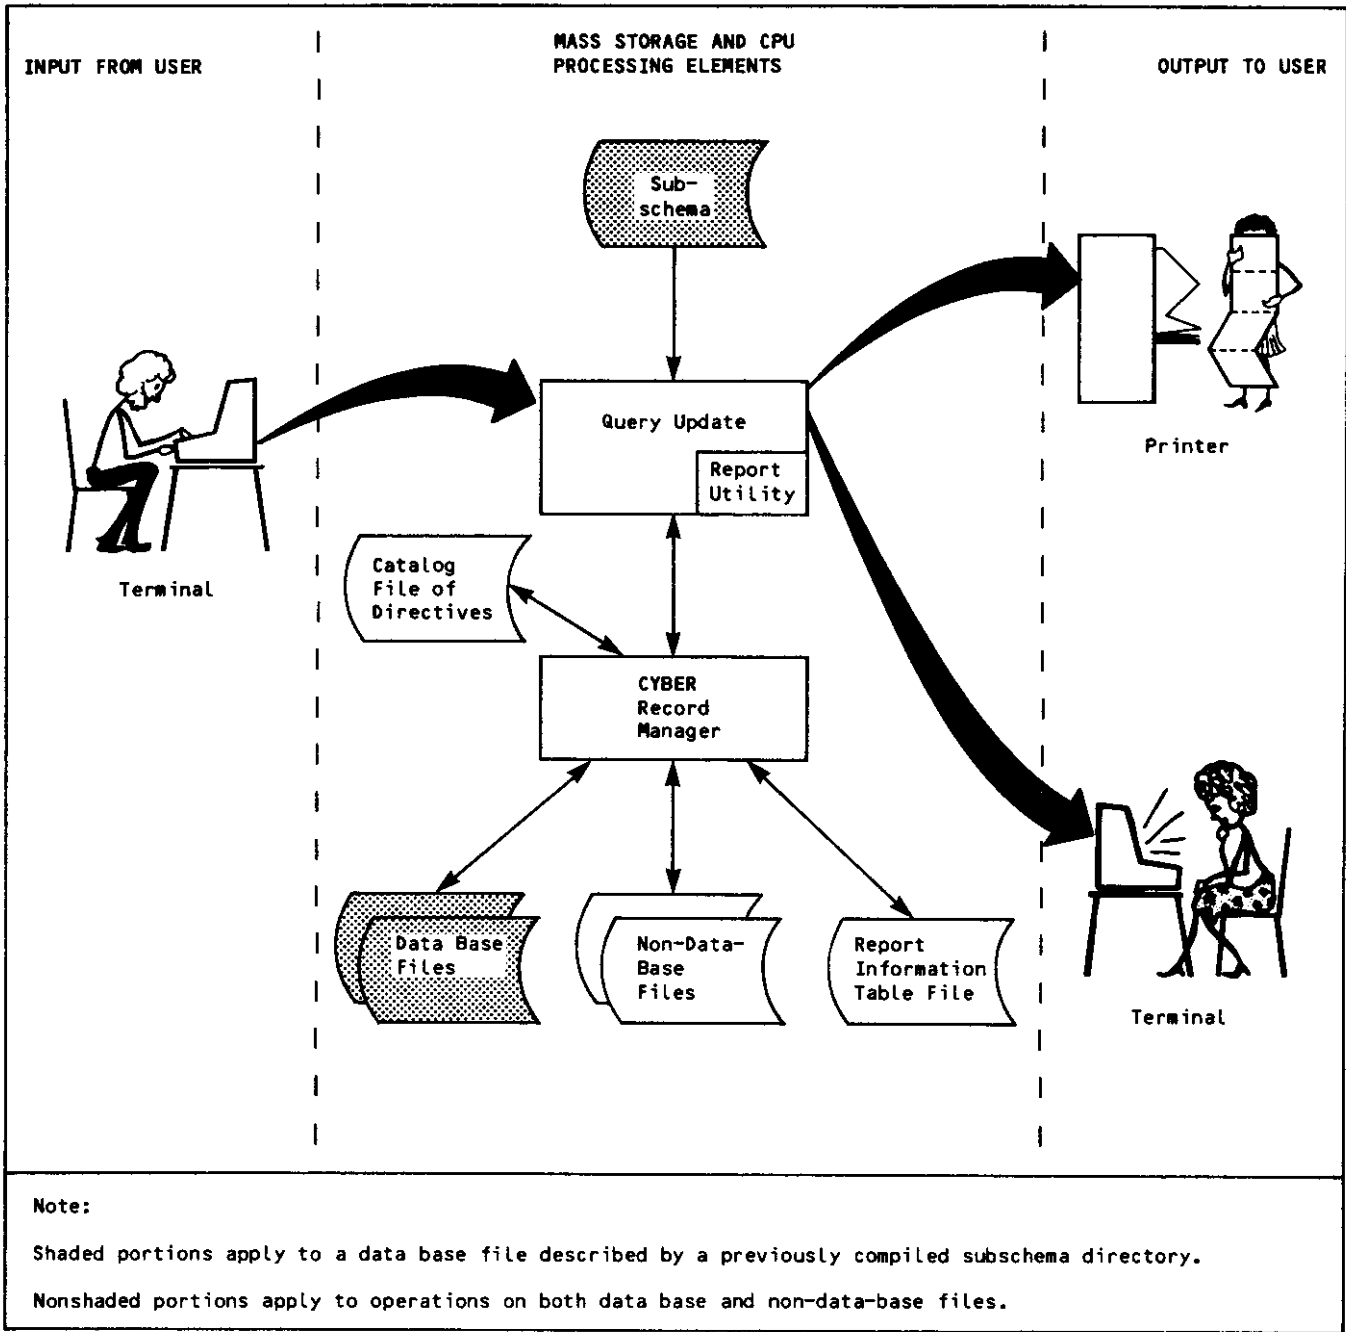 INPUT FROM USER
MASS STORAGE AND CPU
PROCESSING ELEMENTS
OUTPUT TO USER
Sub-
schema
Query Update
Report
Utility
Printer
Terminal
Catalog
File of
Directives
CYBER
Record
Manager
Data Base
Files
Non-Data-
Base
Files
Report
Information
Table File
Terminal
Note:
Shaded portions apply to a data base file described by a previously compiled subschema directory.
Nonshaded portions apply to operations on both data base and non-data-base files.